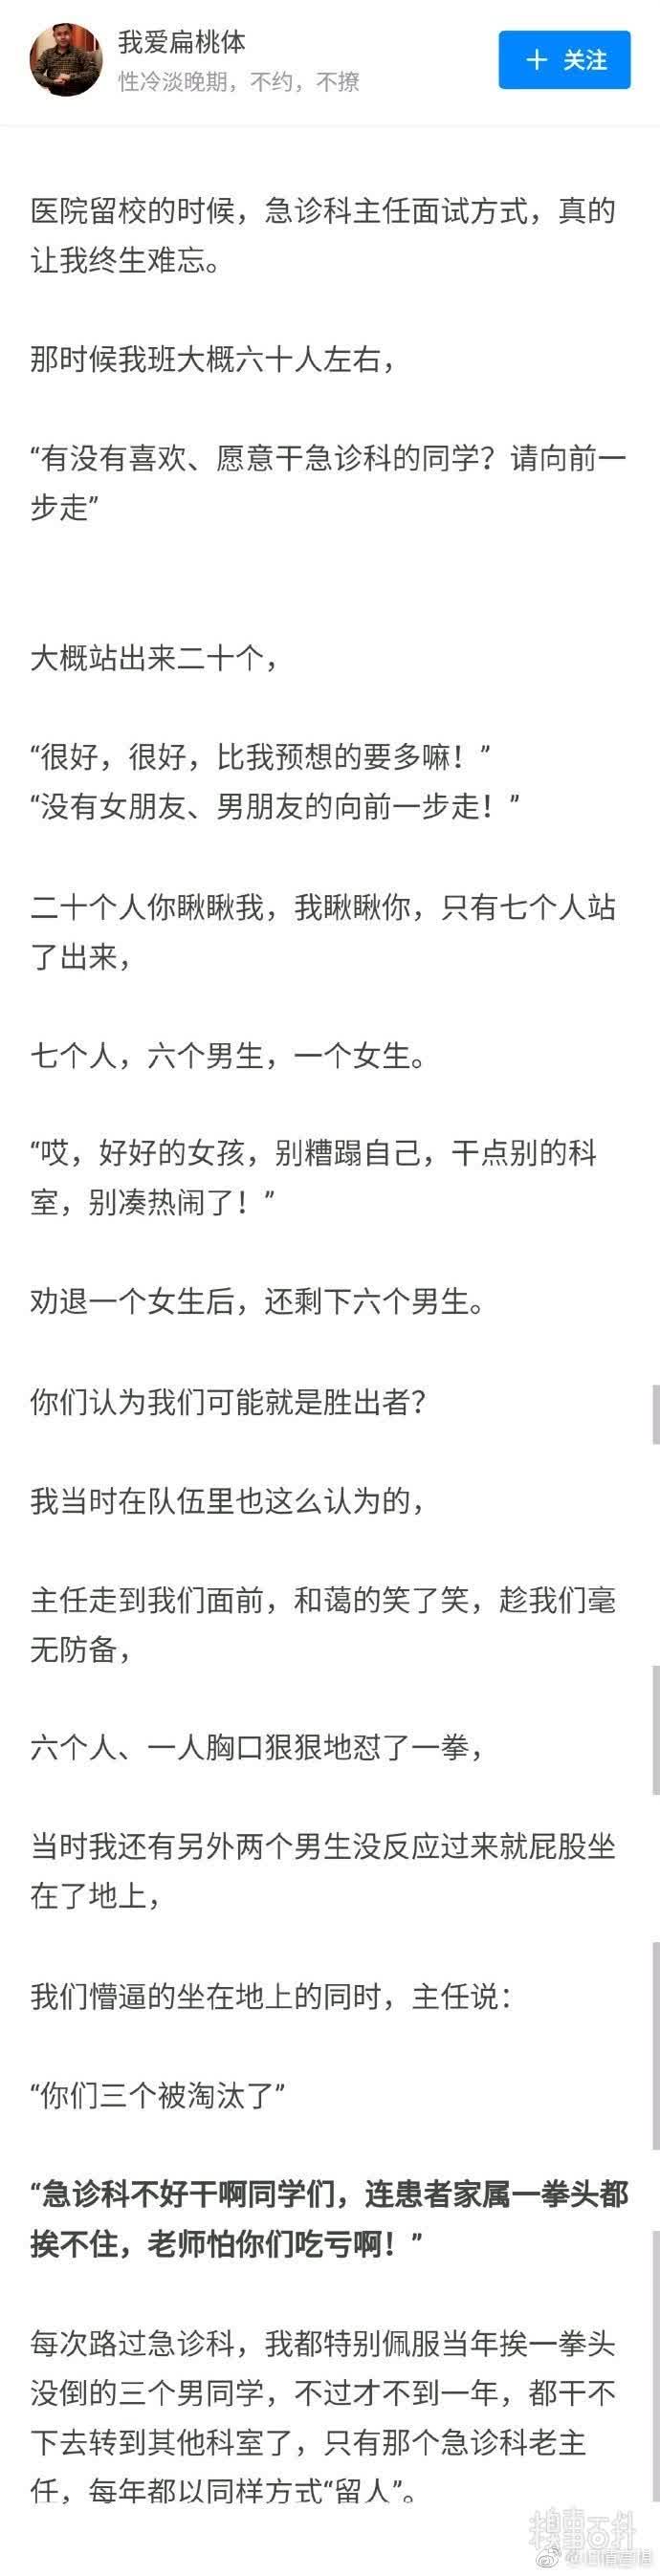 我爱扁桃体
性冷淡晚期，不约，不撩
＋ 关注
医院留校的时候，急诊科主任面试方式，真的
让我终生难忘。
那时候我班大概六十人左右，
“有没有喜欢、愿意干急诊科的同学？请向前一
步走”
大概站出来二十个，
“很好，很好，比我预想的要多嘛！”
“没有女朋友、男朋友的向前一步走！”
二十个人你瞅瞅我，我瞅瞅你，只有七个人站
了出来，
七个人，六个男生，一个女生。
“哎，好好的女孩，别糟蹋自己，干点别的科
室，别凑热闹了！”
劝退一个女生后，还剩下六个男生。
你们认为我们可能就是胜出者？
我当时在队伍里也这么认为的，
主任走到我们面前，和蔼的笑了笑，趁我们毫
无防备，
六个人、一人胸口狠狠地怼了一拳，
当时我还有另外两个男生没反应过来就屁股坐
在了地上，
我们懵逼的坐在地上的同时，主任说：
“你们三个被淘汰了”
“急诊科不好干啊同学们，连患者家属一拳头都
挨不住，老师怕你们吃亏啊！”
每次路过急诊科，我都特别佩服当年挨一拳头
没倒的三个男同学，不过才不到一年，都干不
下去转到其他科室了，只有那个急诊科老主
任，每年都以同样方式“留人”。
糗事百科